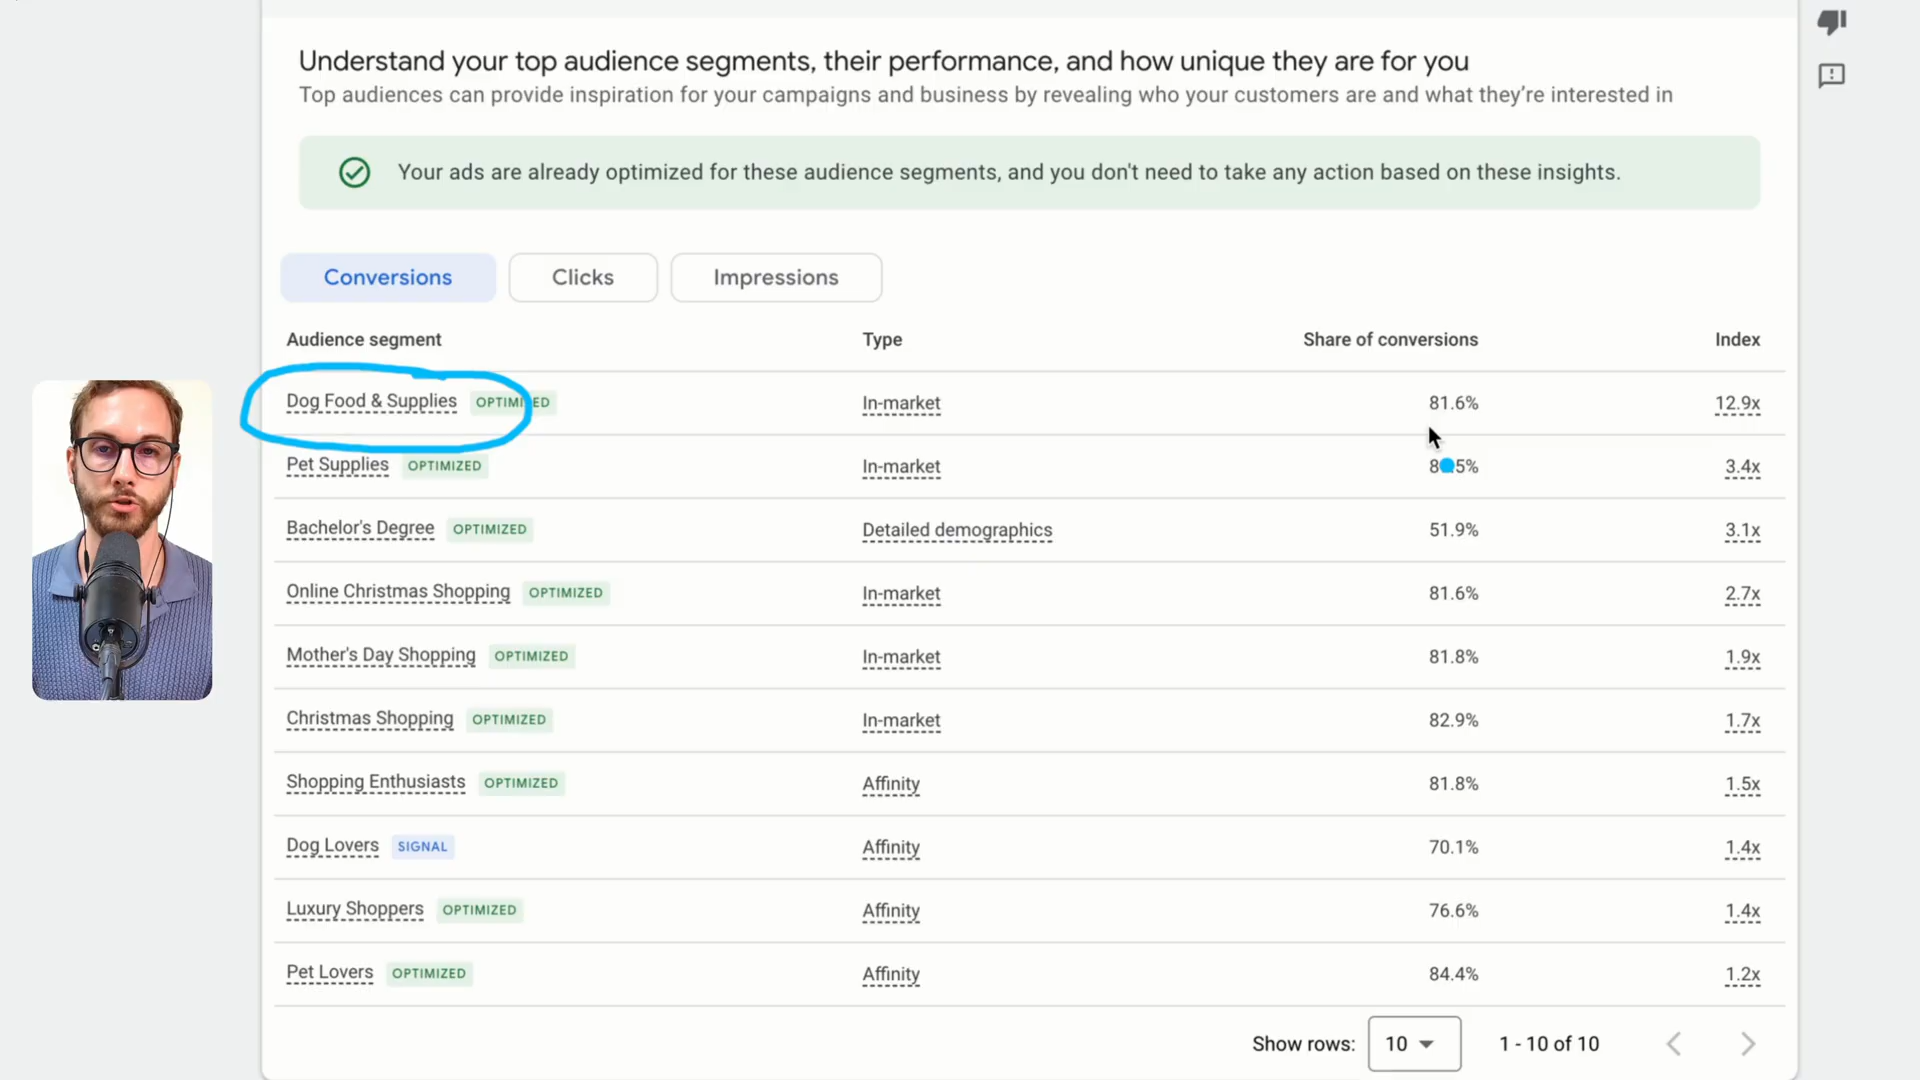 Understand your top audience segments, their performance, and how unique they are for you
Top audiences can provide inspiration for your campaigns and business by revealing who your customers are and what they're interested in
Your ads are already optimized for these audience segments, and you don't need to take any action based on these insights.
Conversions Clicks Impressions
Audience segment Type Share of conversions Index
Dog Food & Supplies OPTIMIZED In-market 81.6% 12.9x
Pet Supplies OPTIMIZED In-market 3.4x
Bachelor's Degree OPTIMIZED Detailed demographics 51.9% 3.1x
Online Christmas Shopping OPTIMIZED In-market 81.6% 2.7x
Mother's Day Shopping OPTIMIZED In-market 81.8% 1.9x
Christmas Shopping OPTIMIZED In-market 82.9% 1.7x
Shopping Enthusiasts OPTIMIZED Affinity 81.8% 1.5x
Dog Lovers SIGNAL Affinity 70.1% 1.4x
Luxury Shoppers OPTIMIZED Affinity 76.6% 1.4x
Pet Lovers OPTIMIZED Affinity 84.4% 1.2x
Show rows: 10 1 - 10 of 10